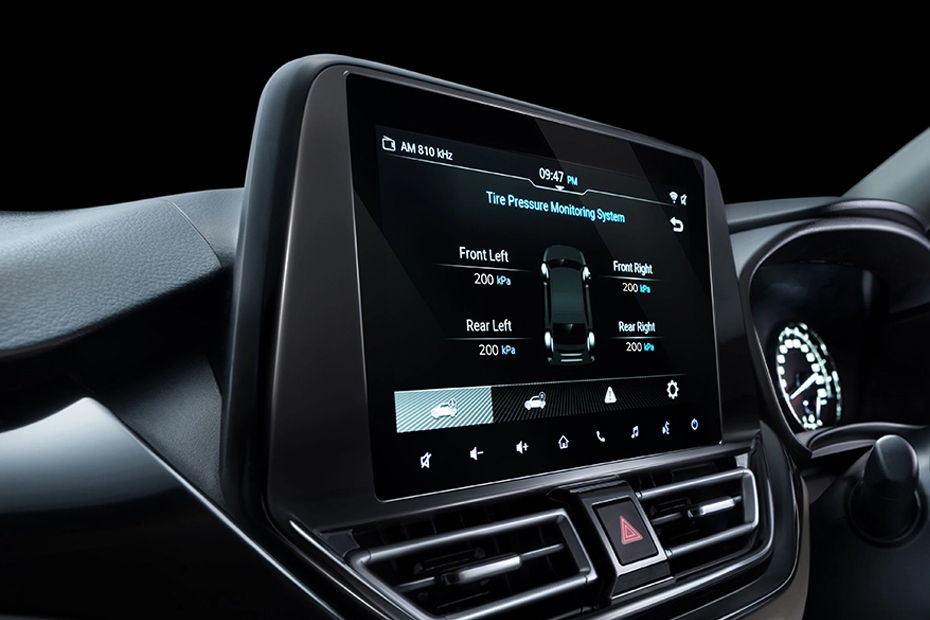 AM 810 kHz
09:47 PM
Tire Pressure Monitoring System
Front Left
200 kPa
Front Right
200 kPa
Rear Left
200 kPa
Rear Right
200 kPa